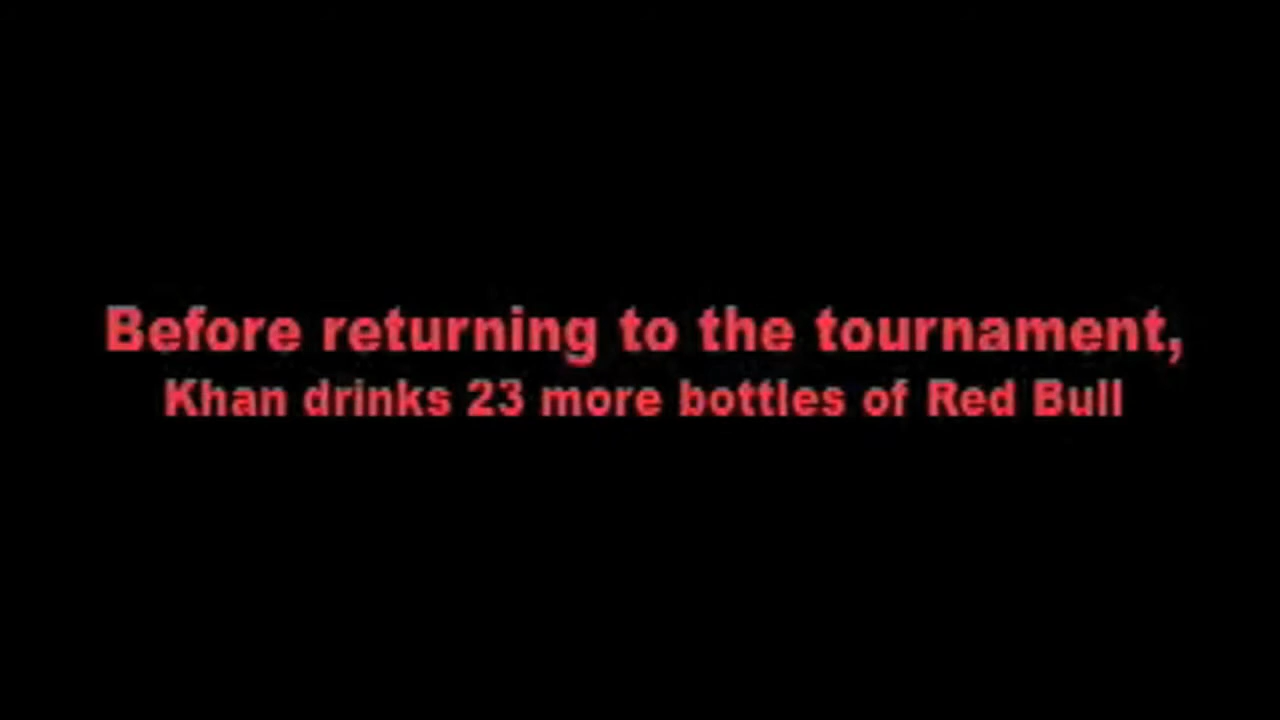 Before returning to the tournament,
Khan drinks 23 more bottles of Red Bull